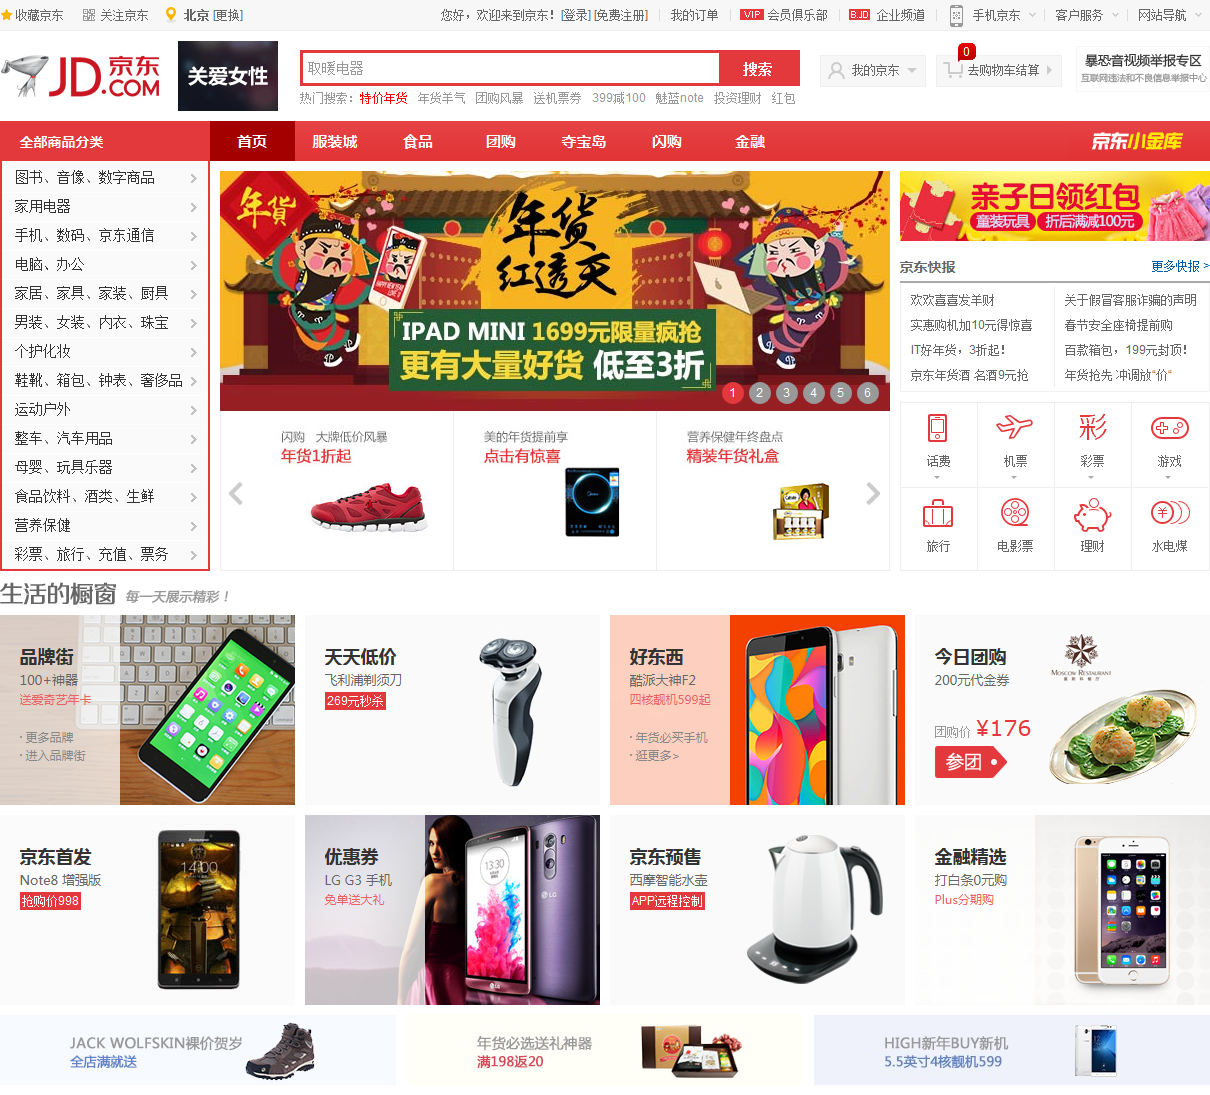 收藏京东 关注京东 北京 [更换] 您好，欢迎来到京东！[登录] [免费注册] 我的订单 VIP 会员俱乐部 BJD 企业频道 手机京东 客户服务 网站导航
JD.COM 京东
关爱女性
取暖电器 搜索
热门搜索： 特价年货 年货羊气 团购风暴 送机票券 399减100 魅蓝note 投资理财 红包
我的京东 0 去购物车结算
暴恐音视频举报专区
互联网违法和不良信息举报中心
全部商品分类 首页 服装城 食品 团购 夺宝岛 闪购 金融 京东小金库
图书、音像、数字商品
家用电器
手机、数码、京东通信
电脑、办公
家居、家具、家装、厨具
男装、女装、内衣、珠宝
个护化妆
鞋靴、箱包、钟表、奢侈品
运动户外
整车、汽车用品
母婴、玩具乐器
食品饮料、酒类、生鲜
营养保健
彩票、旅行、充值、票务
年货
年货
红透天
HAPPY NEW YEAR
IPAD MINI 1699元限量疯抢
更有大量好货 低至3折
1 2 3 4 5 6
闪购 大牌低价风暴
年货1折起
美的年货提前享
点击有惊喜
营养保健年终盘点
精装年货礼盒
亲子日领红包
童装玩具 折后满减100元
京东快报 更多快报 >
欢欢喜喜发羊财 关于假冒客服诈骗的声明
实惠购机加10元得惊喜 春节安全座椅提前购
IT好年货，3折起！ 百款箱包，199元封顶！
京东年货酒 名酒9元抢 年货抢先 冲调放“价“
话费 机票 彩 彩票 游戏
旅行 电影票 理财 水电煤
生活的橱窗 每一天展示精彩！
品牌街
100+神器
送爱奇艺年卡
· 更多品牌
· 进入品牌街
天天低价
飞利浦剃须刀
269元秒杀
好东西
酷派大神F2
四核靓机599起
· 年货必买手机
· 逛更多>
今日团购
200元代金券
团购价 ¥176
参团
MOSCOW RESTAURANT
京东首发
Note8 增强版
抢购价998
14:00
优惠券
LG G3 手机
免单送大礼
13:30
LG
LG
京东预售
西摩智能水壶
APP远程控制
金融精选
打白条0元购
Plus分期购
JACK WOLFSKIN裸价贺岁
全店满就送
年货必选送礼神器
满198返20
HIGH新年BUY新机
5.5英寸4核靓机599